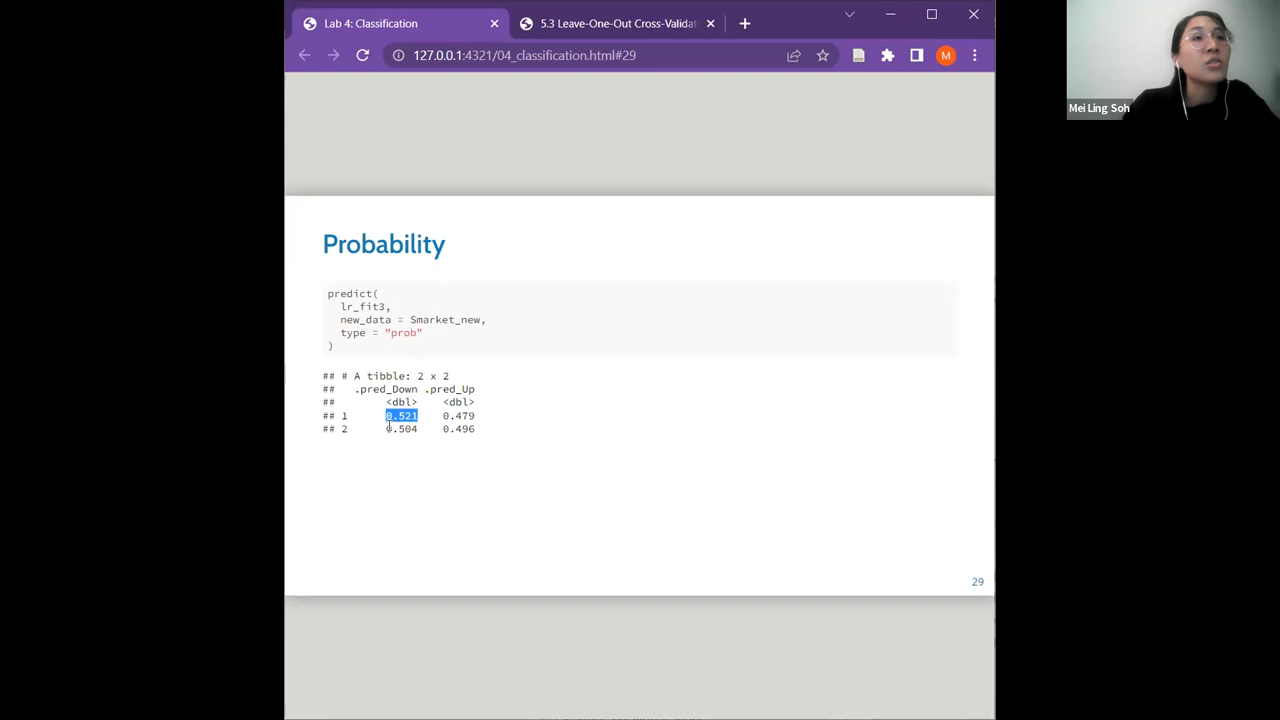 Lab 4: Classification
5.3 Leave-One-Out Cross-Validat
127.0.0.1:4321/04_classification.html#29
M
Mei Ling Soh
Probability
predict(
lr_fit3,
new_data = Smarket_new,
type = "prob"
)
## # A tibble: 2 x 2
## .pred_Down .pred_Up
## <dbl> <dbl>
## 1 0.521 0.479
## 2 0.504 0.496
29